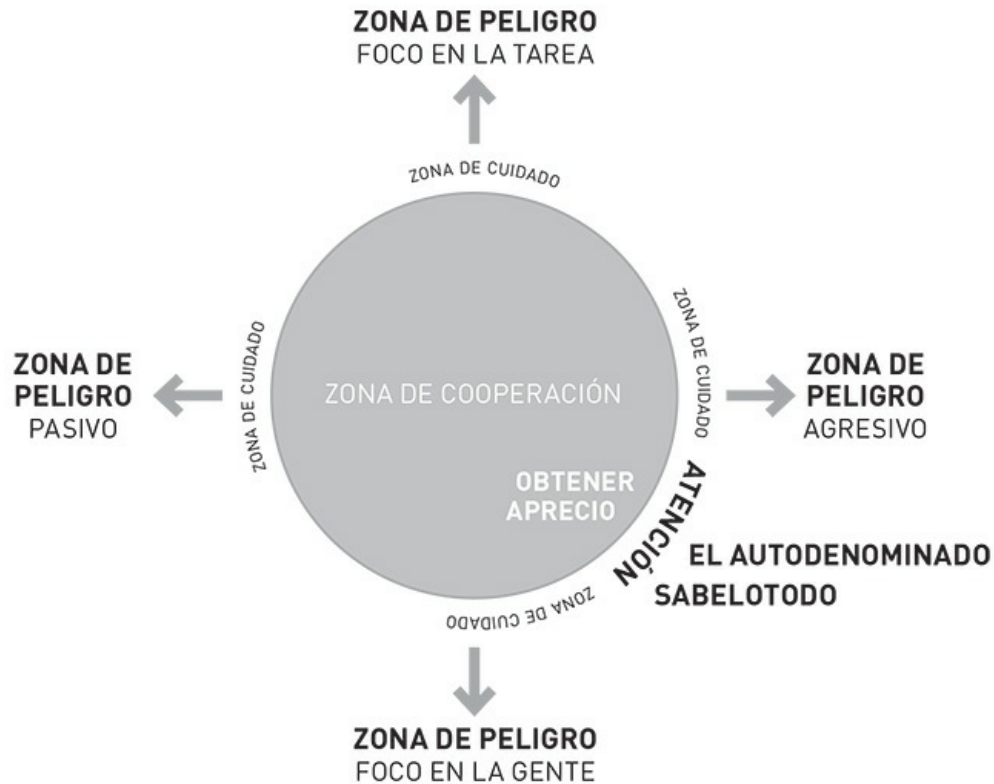 ZONA DE PELIGRO
FOCO EN LA TAREA
ZONA DE CUIDADO
ZONA DE
PELIGRO
PASIVO
ZONA DE CUIDADO
ZONA DE COOPERACIÓN
ZONA DE CUIDADO
ZONA DE
PELIGRO
AGRESIVO
OBTENER
APRECIO
ATENCIÓN
EL AUTODENOMINADO
SABELOTODO
ZONA DE CUIDADO
ZONA DE PELIGRO
FOCO EN LA GENTE